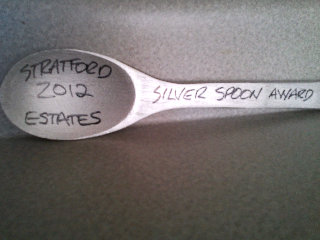 STRATFORD
2012
ESTATES
SILVER SPOON AWARD